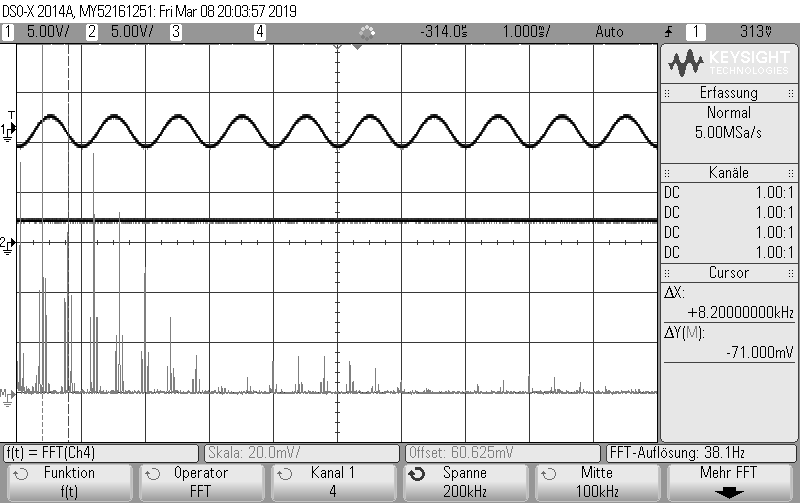 DSO-X 2014A, MY52161251: Fri Mar 08 20:03:57 2019
1 5.00V/ 2 5.00V/ 3 4 -314.0µs 1.000s/ Auto 1 313V
KEYSIGHT
TECHNOLOGIES
Erfassung
Normal
5.00MSa/s
Kanäle
DC 1.00:1
DC 1.00:1
DC 1.00:1
DC 1.00:1
Cursor
ΔX:
+8.20000000kHz
ΔY(M):
-71.000mV
T
1
2
M
f(t) = FFT(Ch4) Skala: 20.0mV/ Offset: 60.625mV FFT-Auflösung: 38.1Hz
Funktion Operator Kanal 1 Spanne Mitte Mehr FFT
f(t) FFT 4 200kHz 100kHz